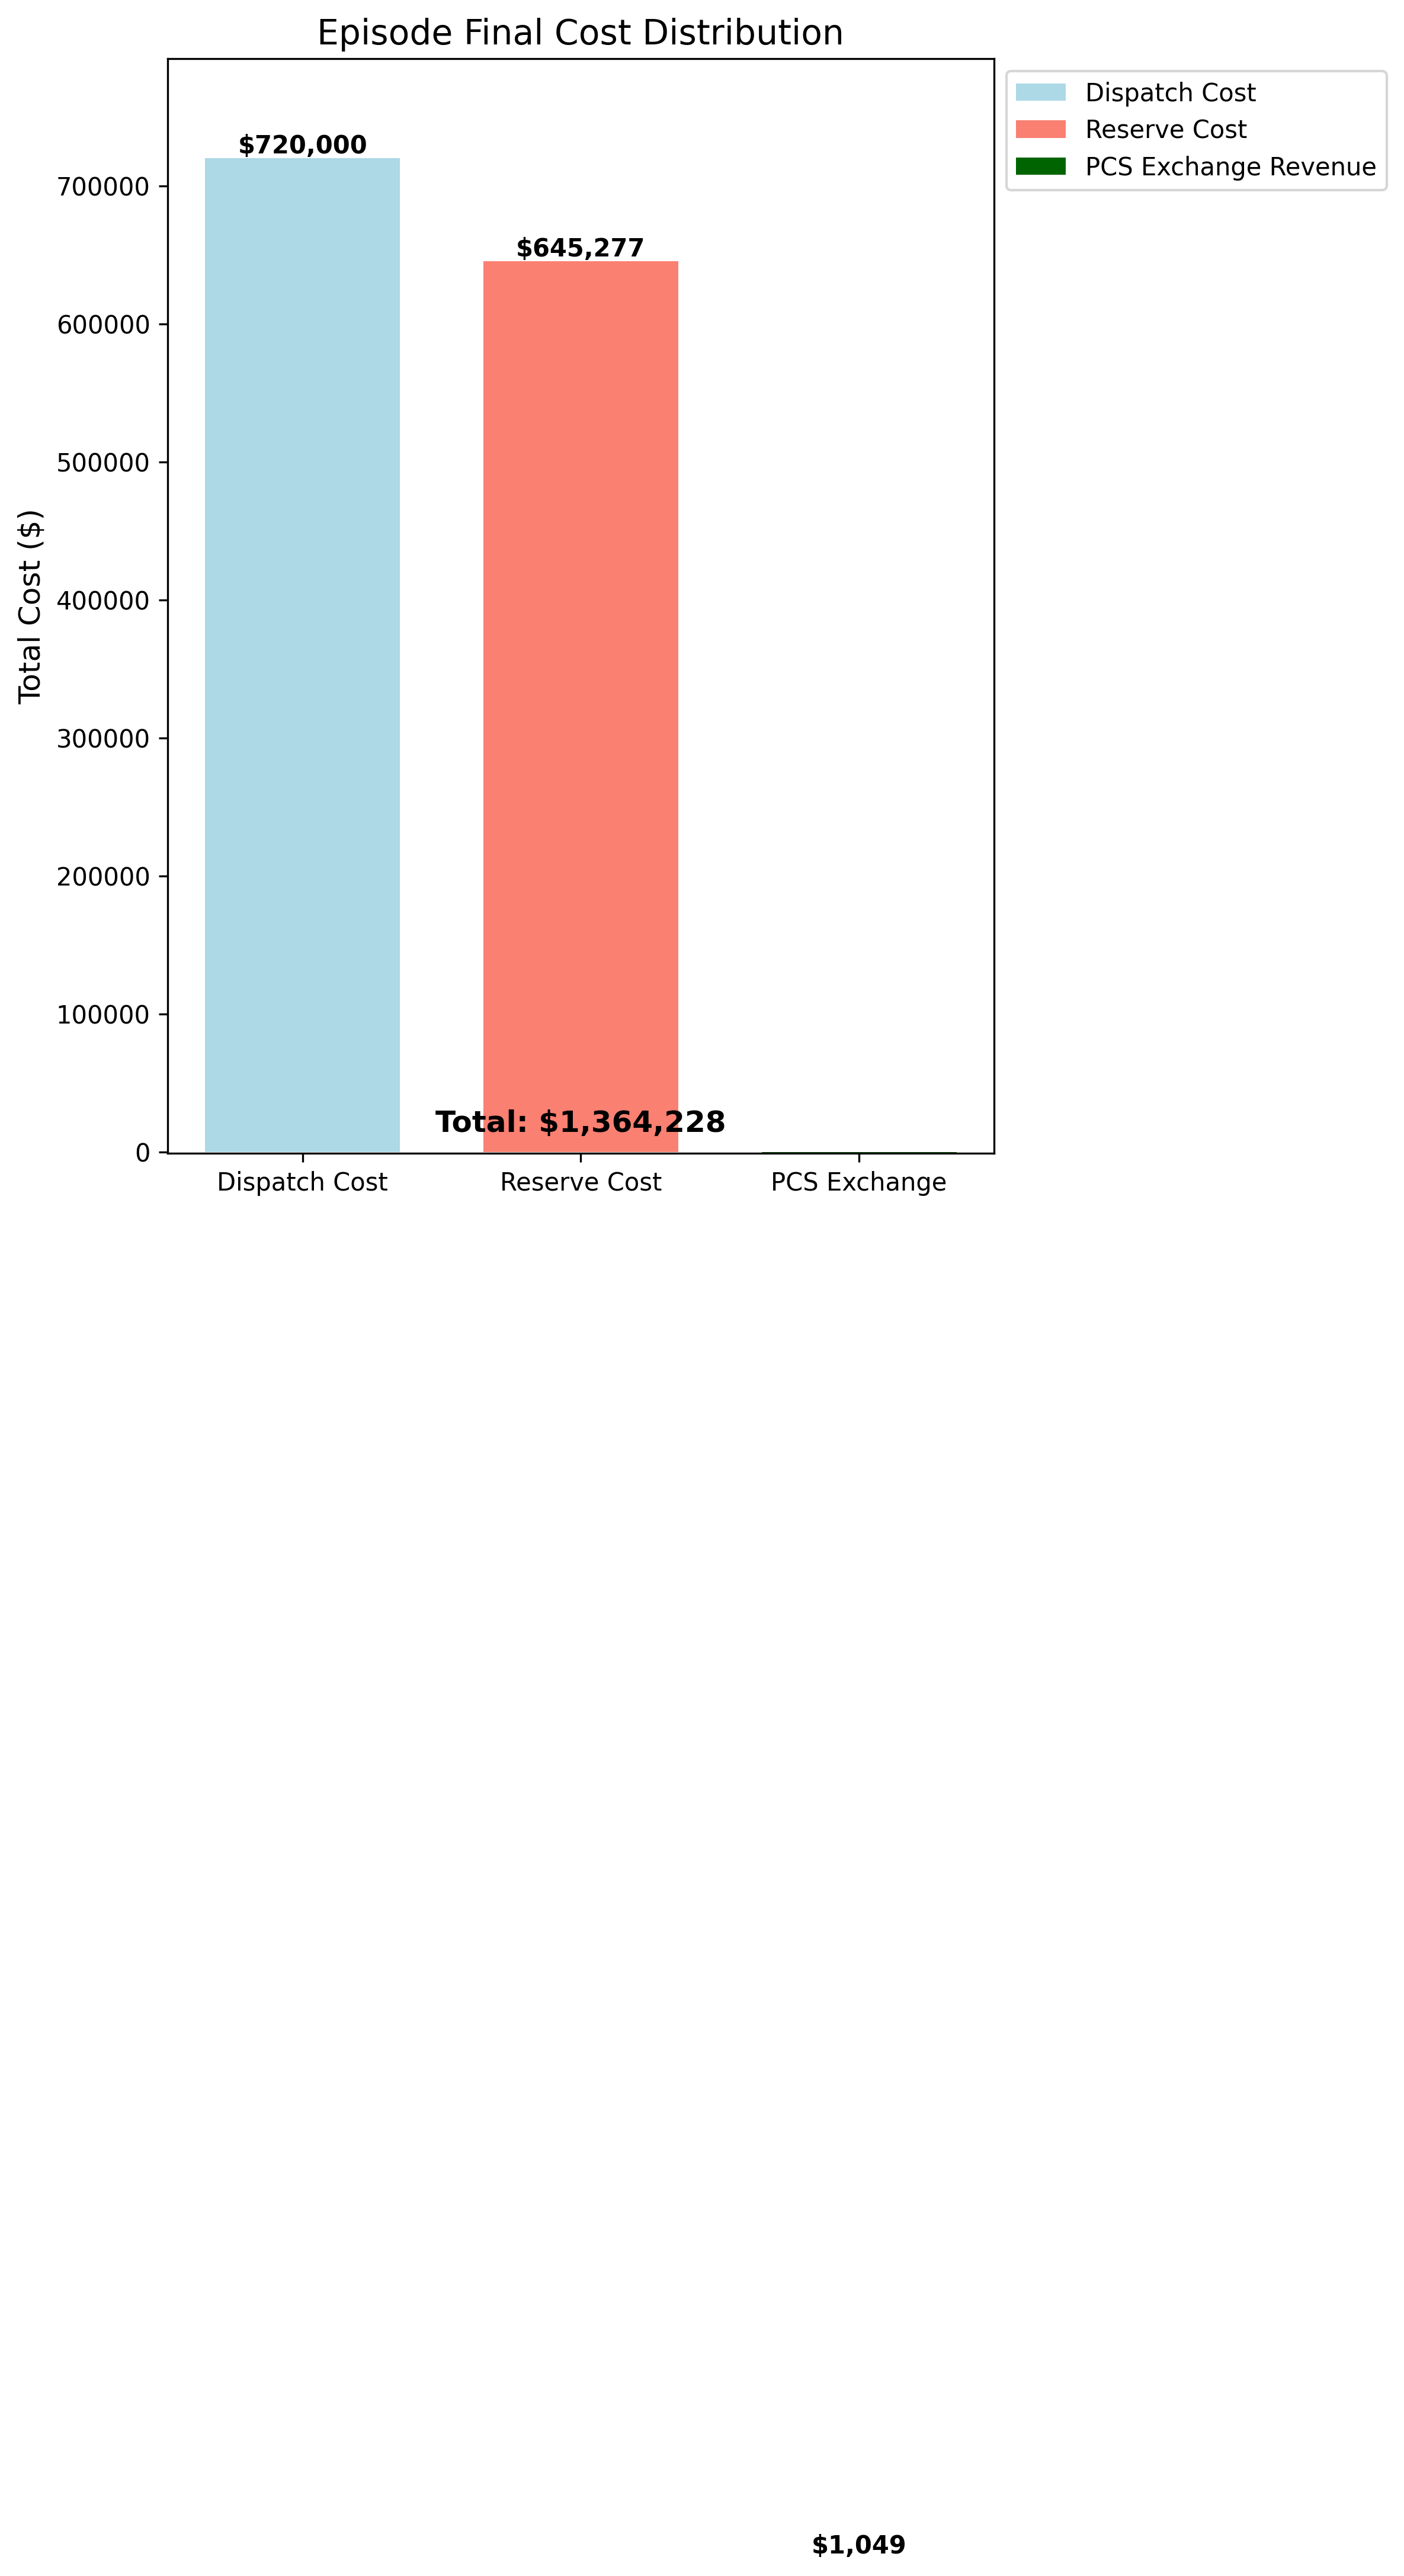 Episode Final Cost Distribution
Dispatch Cost
Reserve Cost
PCS Exchange Revenue
Total Cost ($)
700000
600000
500000
400000
300000
200000
100000
0
$720,000
$645,277
Total: $1,364,228
Dispatch Cost
Reserve Cost
PCS Exchange
$1,049